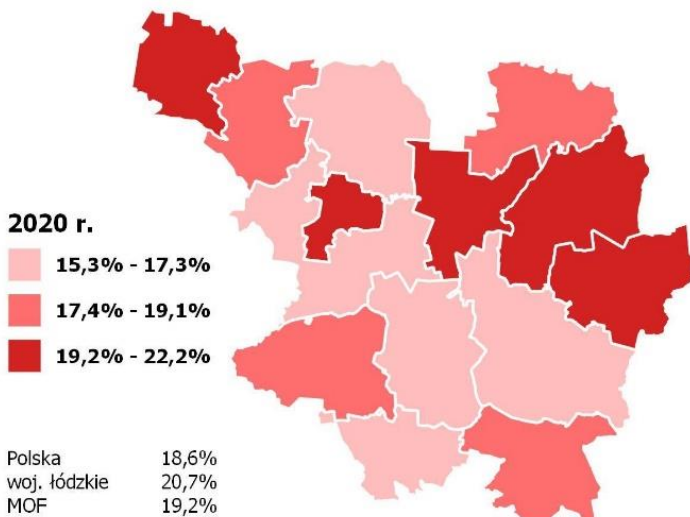 2020 r.
15,3% - 17,3%
17,4% - 19,1%
19,2% - 22,2%
Polska 18,6%
woj. łódzkie 20,7%
MOF 19,2%